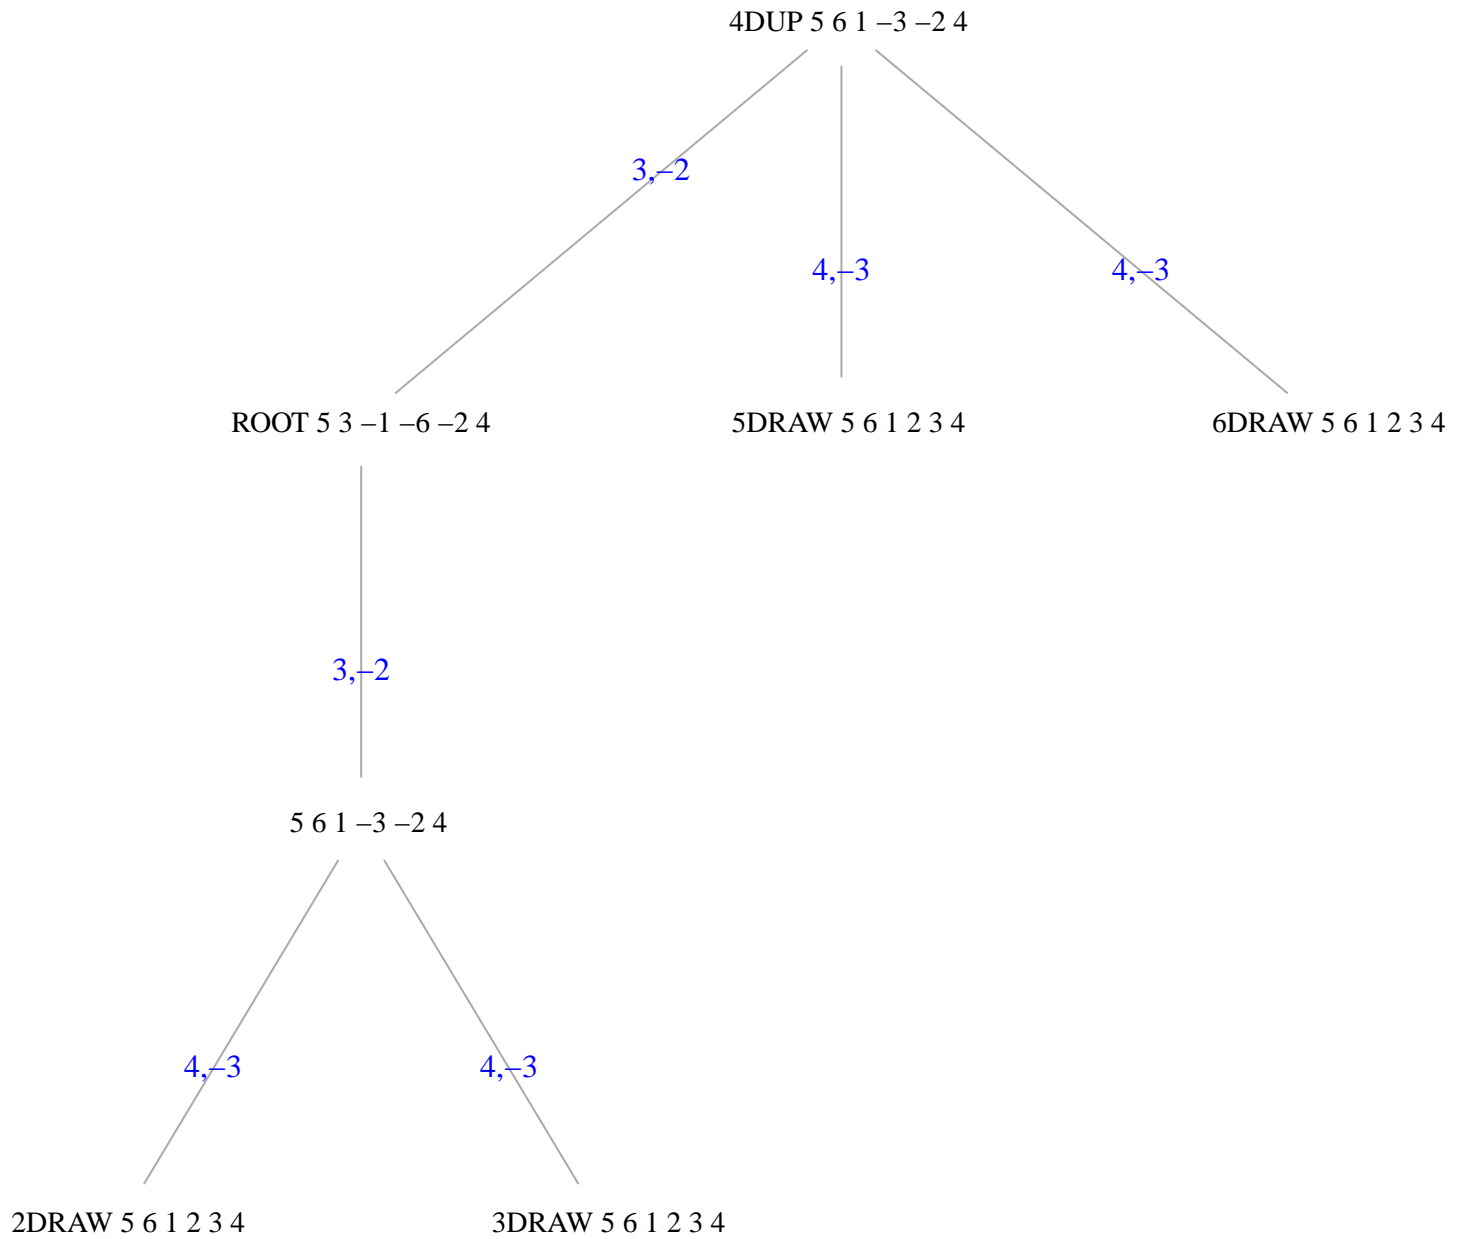 4DUP 5 6 1 –3 –2 4
3,–2
4,–3
4,–3
ROOT 5 3 –1 –6 –2 4
5DRAW 5 6 1 2 3 4
6DRAW 5 6 1 2 3 4
3,–2
5 6 1 –3 –2 4
4,–3
4,–3
2DRAW 5 6 1 2 3 4
3DRAW 5 6 1 2 3 4